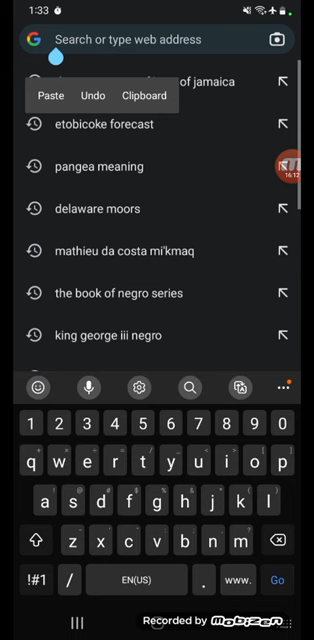 1:33
Search or type web address
of jamaica
Paste Undo Clipboard
etobicoke forecast
pangea meaning
16:13
delaware moors
mathieu da costa mi'kmaq
the book of negro series
king george iii negro
1 2 3 4 5 6 7 8 9 0
q w e r t y u i o p
a s d f g h j k l
z x c v b n m
!#1 / EN(US) . www. Go
Recorded by MOBIZEN